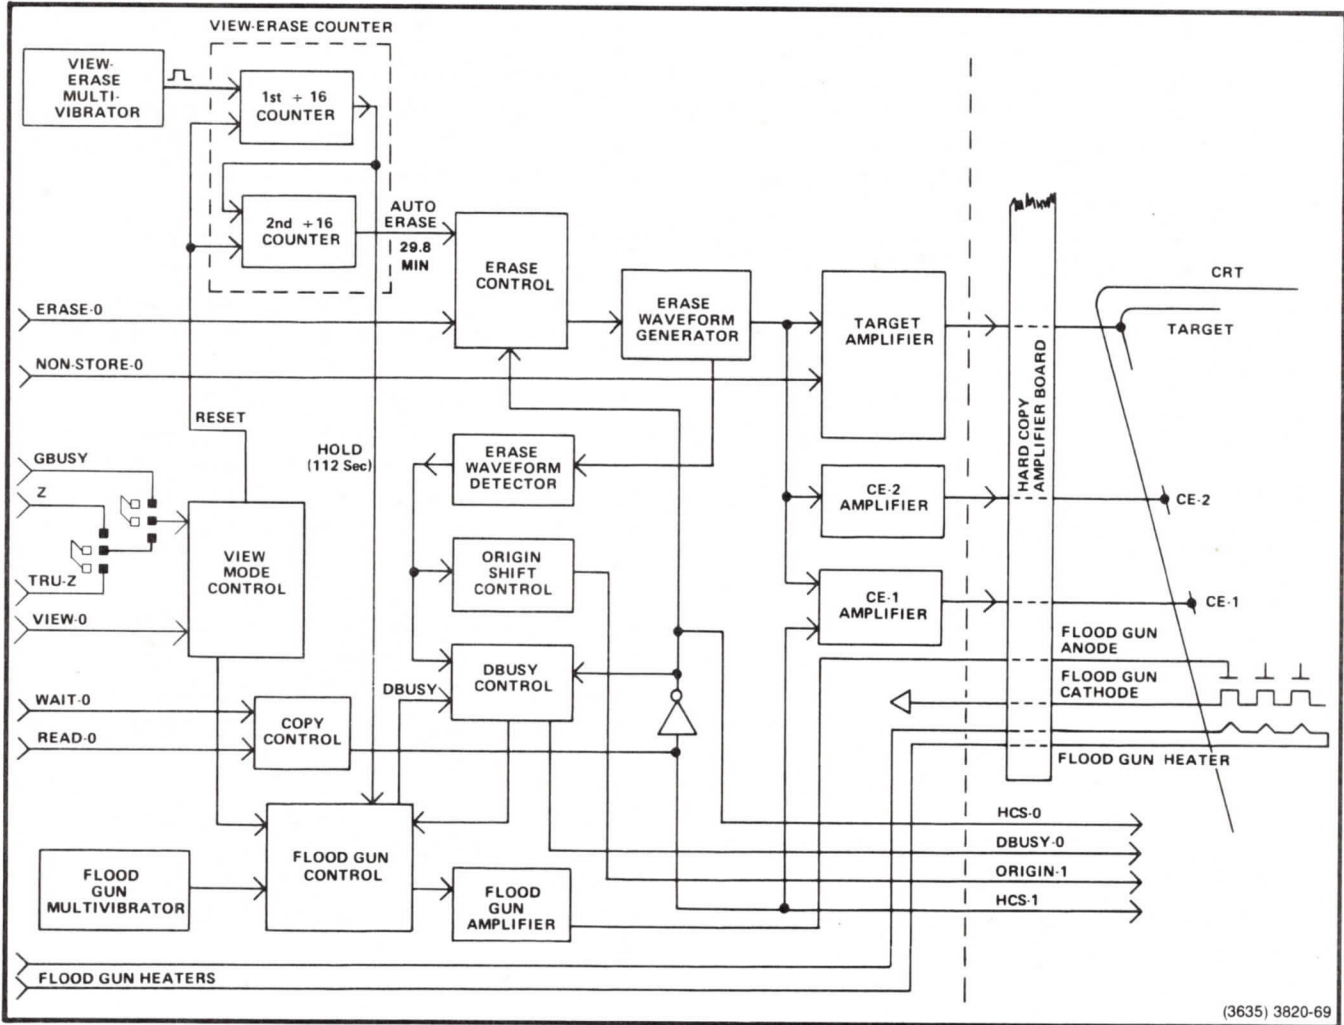 VIEW-ERASE COUNTER
VIEW-
ERASE
MULTI-
VIBRATOR
1st ÷ 16
COUNTER
2nd ÷16
COUNTER
AUTO
ERASE
29.8
MIN
ERASE
CONTROL
ERASE
WAVEFORM
GENERATOR
TARGET
AMPLIFIER
HARD COPY
AMPLIFIER BOARD
CRT
TARGET
ERASE-0
NON-STORE-0
RESET
HOLD
(112 Sec)
GBUSY
Z
TRU-Z
VIEW-0
VIEW
MODE
CONTROL
ERASE
WAVEFORM
DETECTOR
CE-2
AMPLIFIER
CE-2
ORIGIN
SHIFT
CONTROL
CE-1
AMPLIFIER
CE-1
DBUSY
DBUSY
CONTROL
FLOOD GUN
ANODE
FLOOD GUN
CATHODE
FLOOD GUN HEATER
WAIT-0
READ-0
COPY
CONTROL
FLOOD
GUN
MULTIVIBRATOR
FLOOD GUN
CONTROL
FLOOD
GUN
AMPLIFIER
HCS-0
DBUSY-0
ORIGIN-1
HCS-1
FLOOD GUN HEATERS
(3635) 3820-69